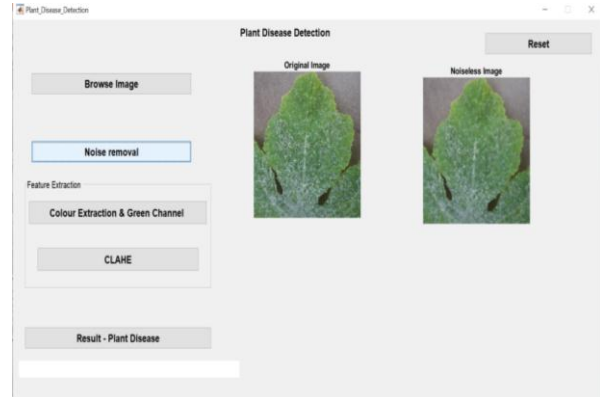 Plant_Disease_Detection
Plant Disease Detection
Reset
Original Image
Noiseless Image
Browse Image
Noise removal
Feature Extraction
Colour Extraction & Green Channel
CLAHE
Result - Plant Disease